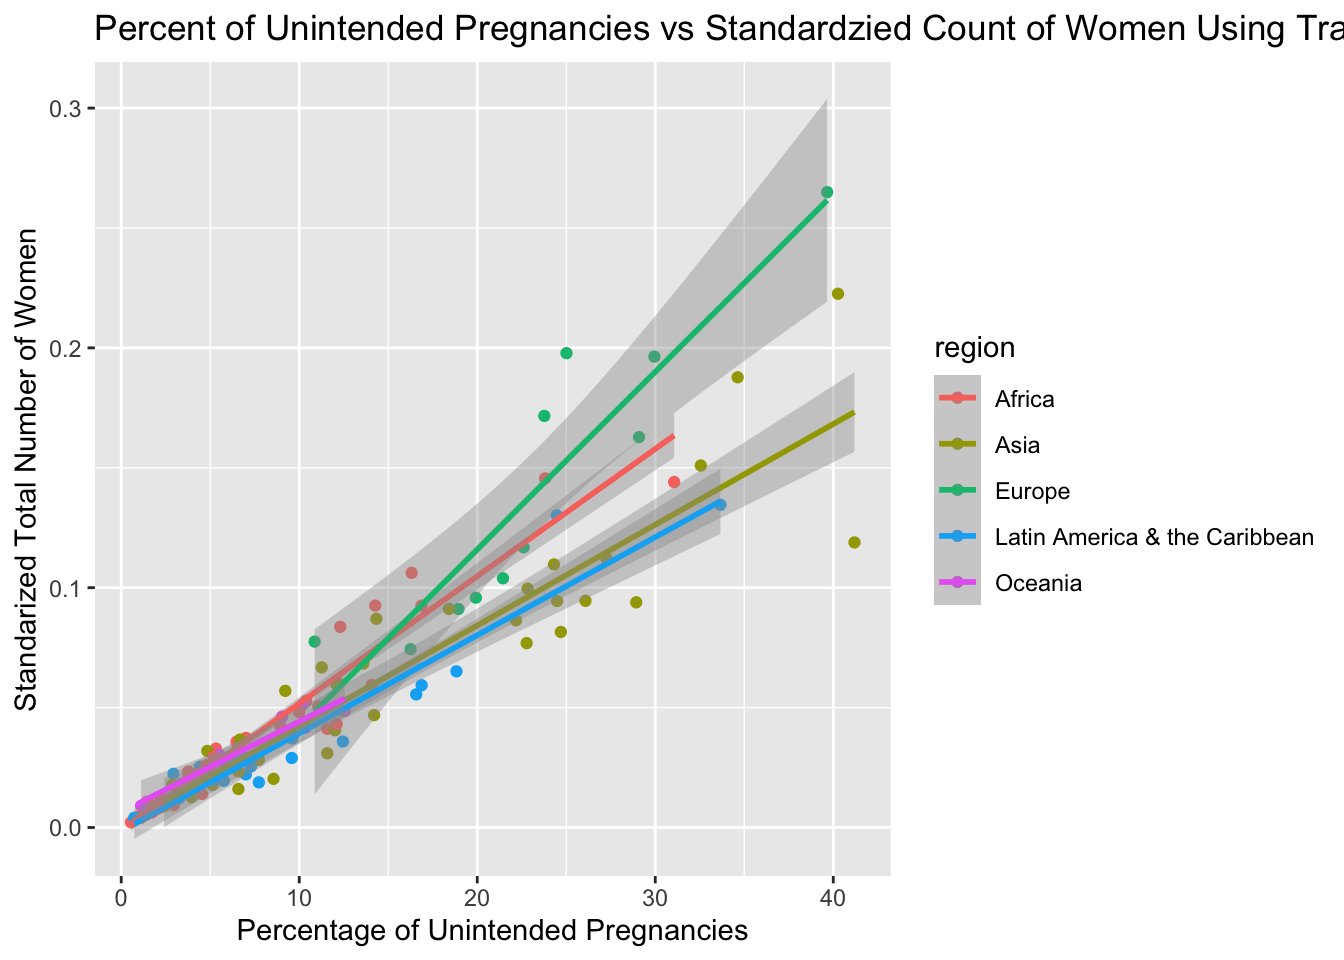 Percent of Unintended Pregnancies vs Standardzied Count of Women Using Tra
0.3
0.2
0.1
0.0
Standarized Total Number of Women
0
10
20
30
40
Percentage of Unintended Pregnancies
region
Africa
Asia
Europe
Latin America & the Caribbean
Oceania